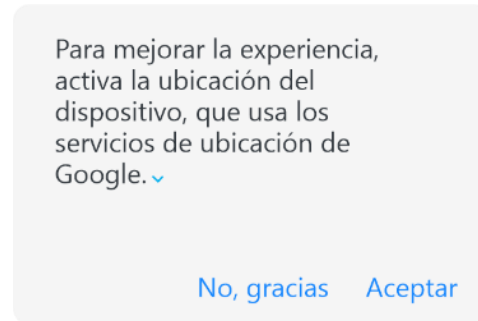 Para mejorar la experiencia,
activa la ubicación del
dispositivo, que usa los
servicios de ubicación de
Google.
No, gracias Aceptar